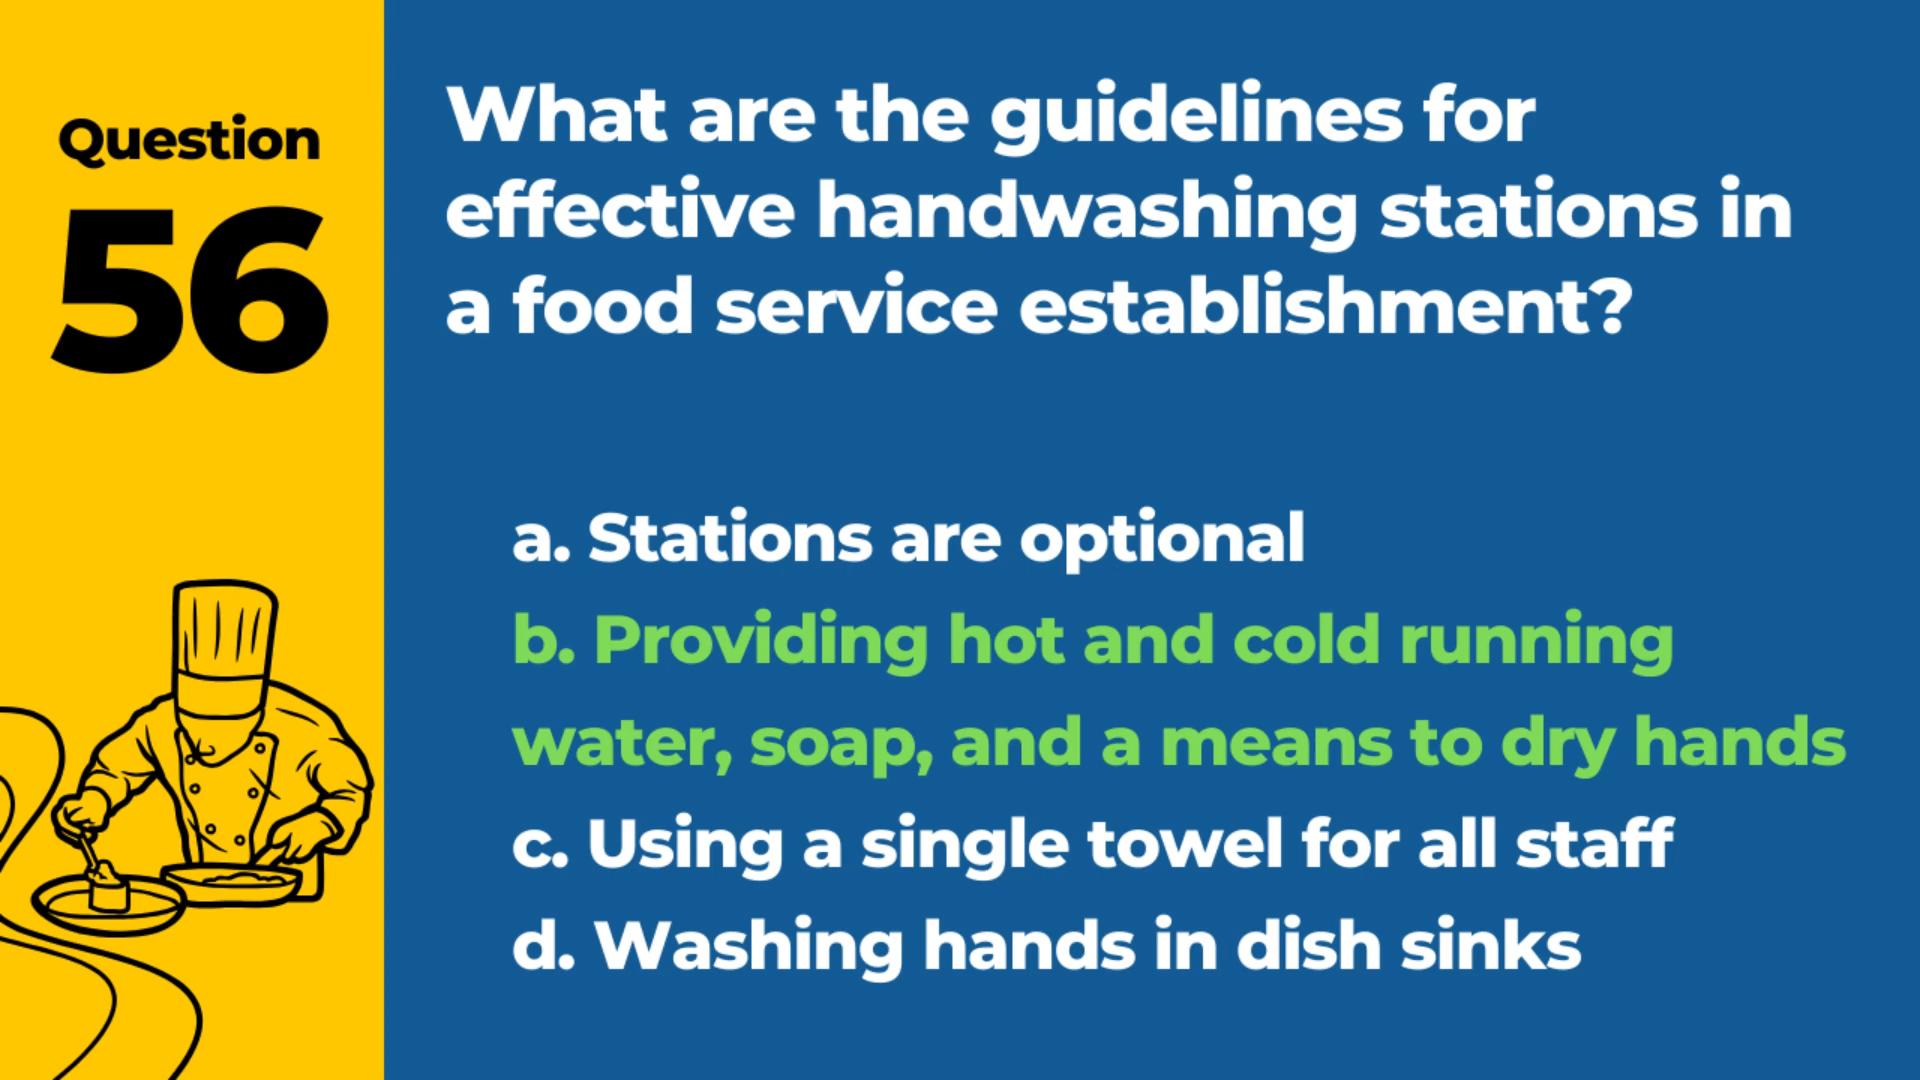 Question
56
What are the guidelines for
effective handwashing stations in
a food service establishment?
a. Stations are optional
b. Providing hot and cold running
water, soap, and a means to dry hands
c. Using a single towel for all staff
d. Washing hands in dish sinks